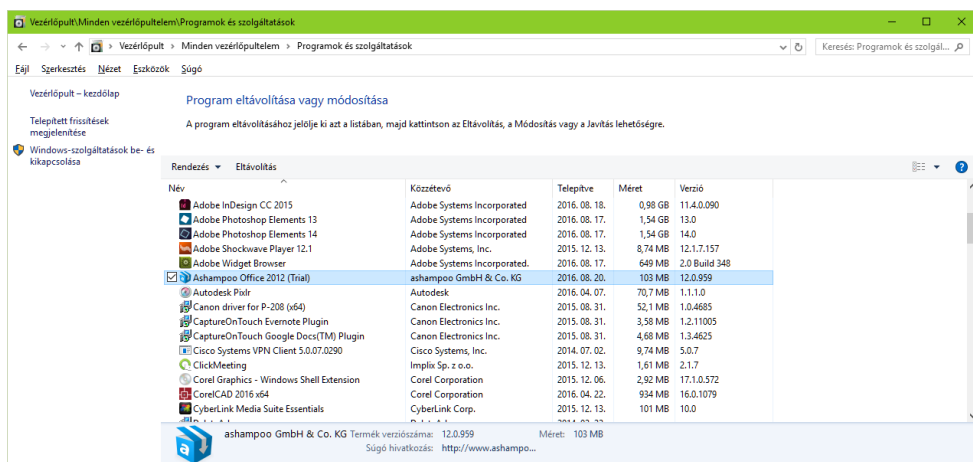 Vezérlőpult\Minden vezérlőpultelem\Programok és szolgáltatások
Vezérlőpult > Minden vezérlőpultelem > Programok és szolgáltatások
Keresés: Programok és szolgál...
Fájl Szerkesztés Nézet Eszközök Súgó
Vezérlőpult – kezdőlap
Telepített frissítések
megjelenítése
Windows-szolgáltatások be- és
kikapcsolása
Program eltávolítása vagy módosítása
A program eltávolításához jelölje ki azt a listában, majd kattintson az Eltávolítás, a Módosítás vagy a Javítás lehetőségre.
Rendezés Eltávolítás
Név Közzétevő Telepítve Méret Verzió
Adobe InDesign CC 2015 Adobe Systems Incorporated 2016. 08. 18. 0,98 GB 11.4.0.090
Adobe Photoshop Elements 13 Adobe Systems Incorporated 2016. 08. 17. 1,54 GB 13.0
Adobe Photoshop Elements 14 Adobe Systems Incorporated 2016. 08. 17. 1,54 GB 14.0
Adobe Shockwave Player 12.1 Adobe Systems, Inc. 2015. 12. 13. 8,74 MB 12.1.7.157
Adobe Widget Browser Adobe Systems Incorporated. 2016. 08. 17. 649 MB 2.0 Build 348
Ashampoo Office 2012 (Trial) ashampoo GmbH & Co. KG 2016. 08. 20. 103 MB 12.0.959
Autodesk Pixlr Autodesk 2016. 04. 07. 70,7 MB 1.1.1.0
Canon driver for P-208 (x64) Canon Electronics Inc. 2015. 08. 31. 52,1 MB 1.0.4685
CaptureOnTouch Evernote Plugin Canon Electronics Inc. 2015. 08. 31. 3,58 MB 1.2.11005
CaptureOnTouch Google Docs(TM) Plugin Canon Electronics Inc. 2015. 08. 31. 4,68 MB 1.3.4625
Cisco Systems VPN Client 5.0.07.0290 Cisco Systems, Inc. 2014. 07. 02. 9,74 MB 5.0.7
ClickMeeting Implix Sp. z o.o. 2015. 12. 13. 1,61 MB 2.1.7
Corel Graphics - Windows Shell Extension Corel Corporation 2015. 12. 06. 2,92 MB 17.1.0.572
CorelCAD 2016 x64 Corel Corporation 2016. 04. 22. 934 MB 16.0.1079
CyberLink Media Suite Essentials CyberLink Corp. 2015. 12. 13. 101 MB 10.0
ashampoo GmbH & Co. KG Termék verziószáma: 12.0.959 Méret: 103 MB
Súgó hivatkozás: http://www.ashampo...